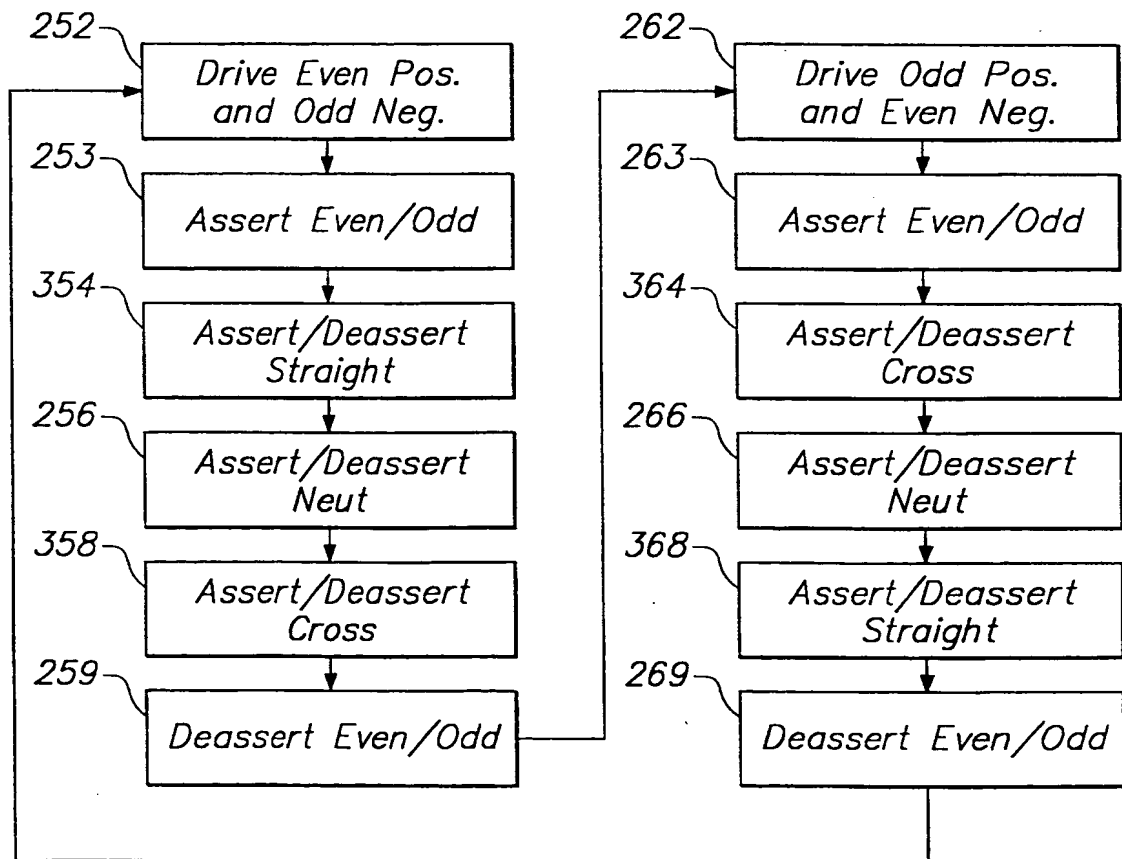 252
Drive Even Pos.
and Odd Neg.
253
Assert Even/Odd
354
Assert/Deassert
Straight
256
Assert/Deassert
Neut
358
Assert/Deassert
Cross
259
Deassert Even/Odd
262
Drive Odd Pos.
and Even Neg.
263
Assert Even/Odd
364
Assert/Deassert
Cross
266
Assert/Deassert
Neut
368
Assert/Deassert
Straight
269
Deassert Even/Odd